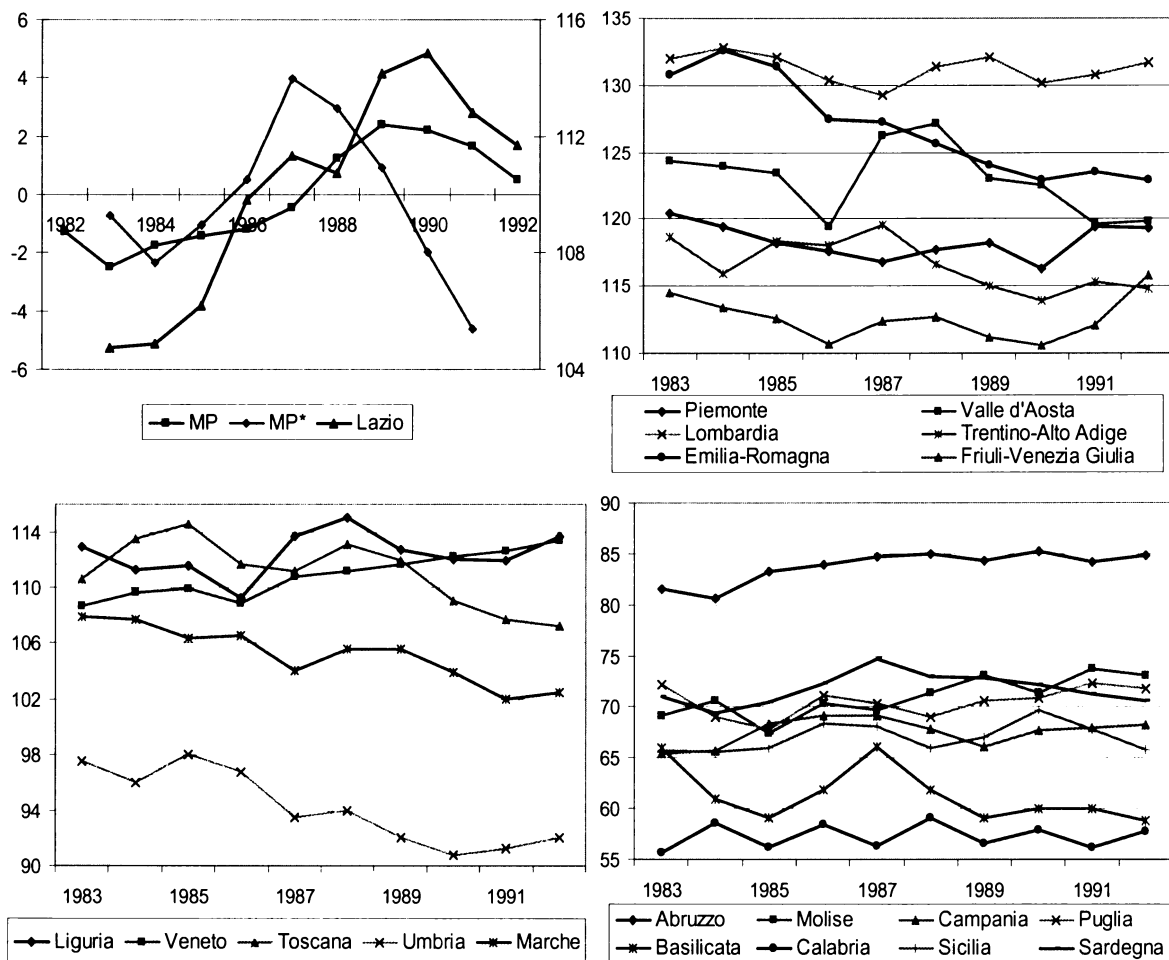 6
4
2
0
-2
-4
-6
116
112
108
104
1982 1984 1986 1988 1990 1992
MP MP* Lazio
135
130
125
120
115
110
1983 1985 1987 1989 1991
Piemonte Valle d'Aosta
Lombardia Trentino-Alto Adige
Emilia-Romagna Friuli-Venezia Giulia
114
110
106
102
98
94
90
1983 1985 1987 1989 1991
Liguria Veneto Toscana Umbria Marche
90
85
80
75
70
65
60
55
1983 1985 1987 1989 1991
Abruzzo Molise Campania Puglia
Basilicata Calabria Sicilia Sardegna